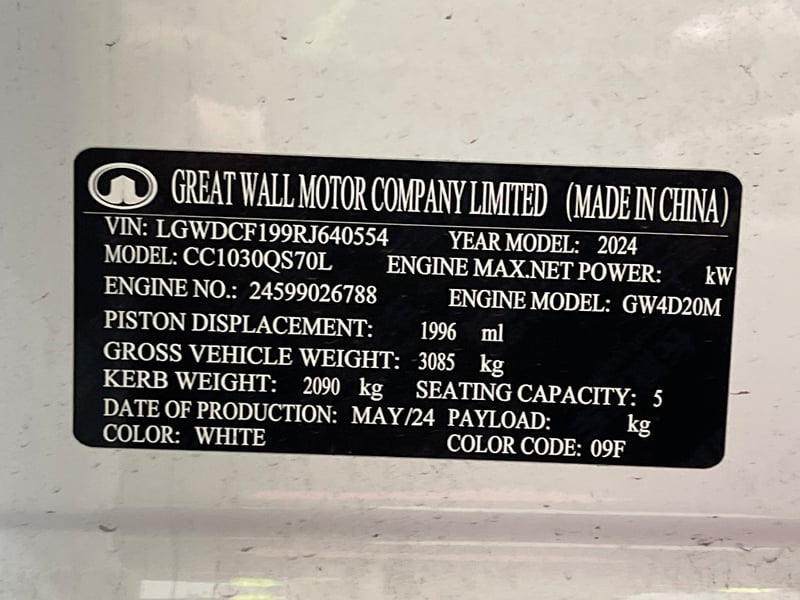 GREAT WALL MOTOR COMPANY LIMITED (MADE IN CHINA)
VIN: LGWDCF199RJ640554 YEAR MODEL: 2024
MODEL: CC1030QS70L ENGINE MAX.NET POWER: kW
ENGINE NO.: 24599026788 ENGINE MODEL: GW4D20M
PISTON DISPLACEMENT: 1996 ml
GROSS VEHICLE WEIGHT: 3085 kg
KERB WEIGHT: 2090 kg SEATING CAPACITY: 5
DATE OF PRODUCTION: MAY/24 PAYLOAD: kg
COLOR: WHITE COLOR CODE: 09F